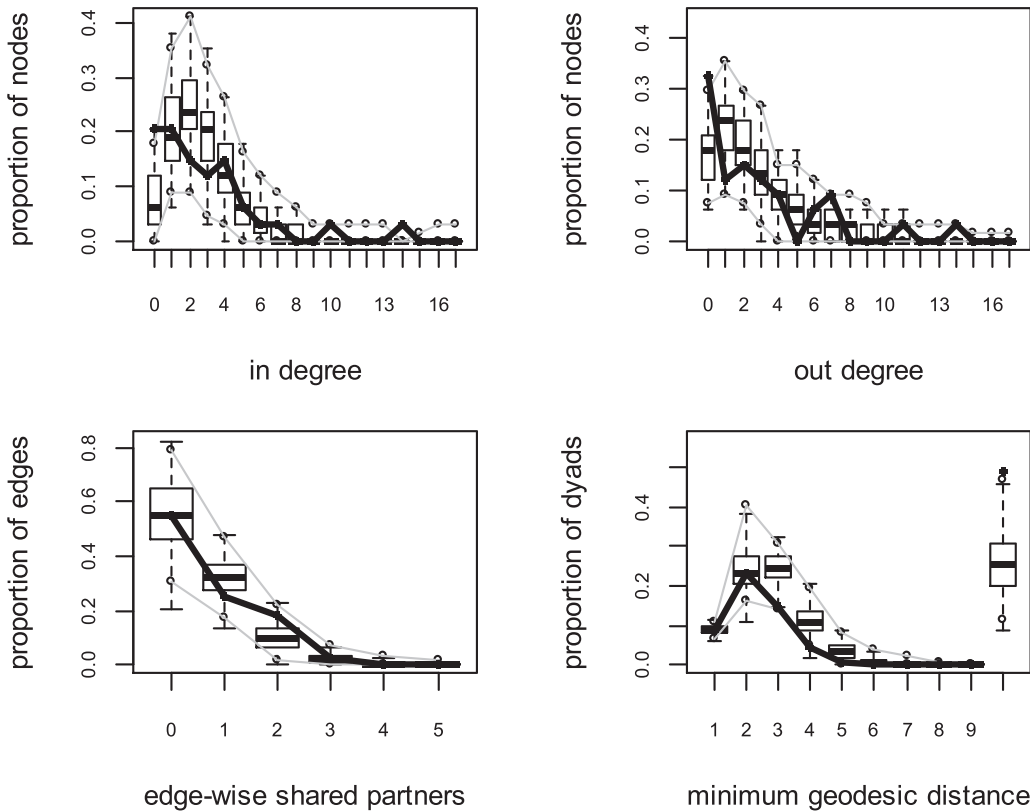 proportion of nodes
0.0 0.1 0.2 0.3 0.4
0 2 4 6 8 10 13 16
in degree
proportion of nodes
0.0 0.1 0.2 0.3 0.4
0 2 4 6 8 10 13 16
out degree
proportion of edges
0.0 0.2 0.4 0.6 0.8
0 1 2 3 4 5
edge-wise shared partners
proportion of dyads
0.0 0.2 0.4
1 2 3 4 5 6 7 8 9
minimum geodesic distance